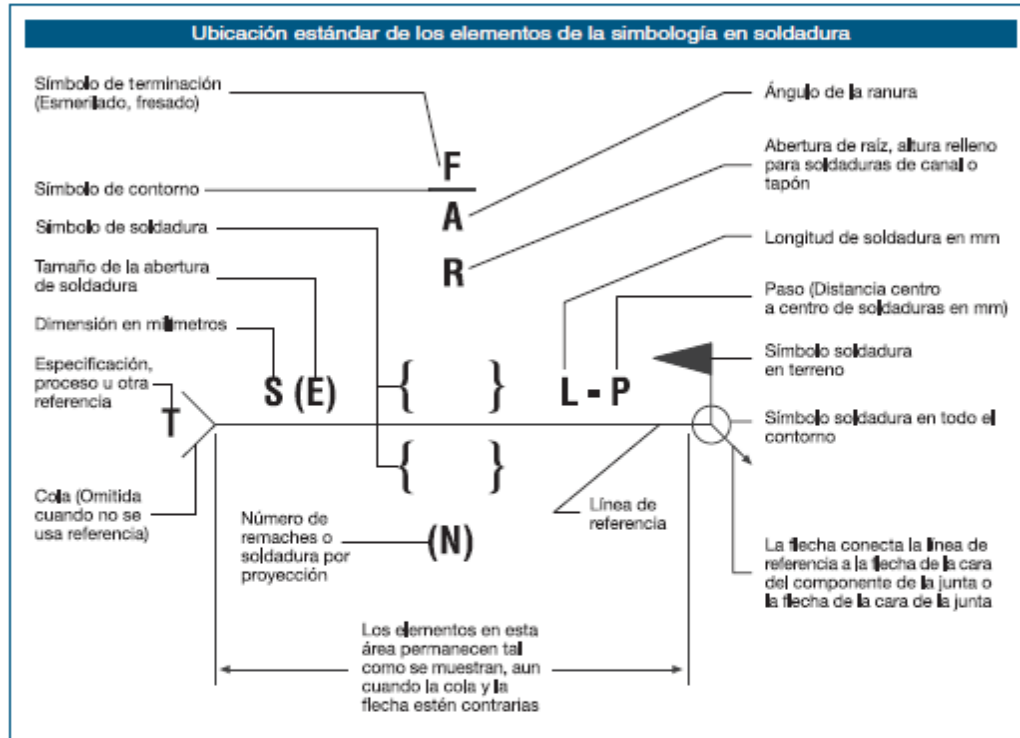 Ubicación estándar de los elementos de la simbología en soldadura
Símbolo de terminación
(Esmerilado, fresado)
Símbolo de contorno
Símbolo de soldadura
Tamaño de la abertura
de soldadura
Dimensión en milímetros
Especificación,
proceso u otra
referencia
Cola (Omitida
cuando no se
usa referencia)
F
A
R
T
S (E)
{ }
L - P
{ }
(N)
Número de
remaches o
soldadura por
proyección
Ángulo de la ranura
Abertura de raíz, altura relleno
para soldaduras de canal o
tapón
Longitud de soldadura en mm
Paso (Distancia centro
a centro de soldaduras en mm)
Símbolo soldadura
en terreno
Símbolo soldadura en todo el
contorno
Línea de
referencia
La flecha conecta la línea de
referencia a la flecha de la cara
del componente de la junta o
la flecha de la cara de la junta
Los elementos en esta
área permanecen tal
como se muestran, aun
cuando la cola y la
flecha estén contrarias